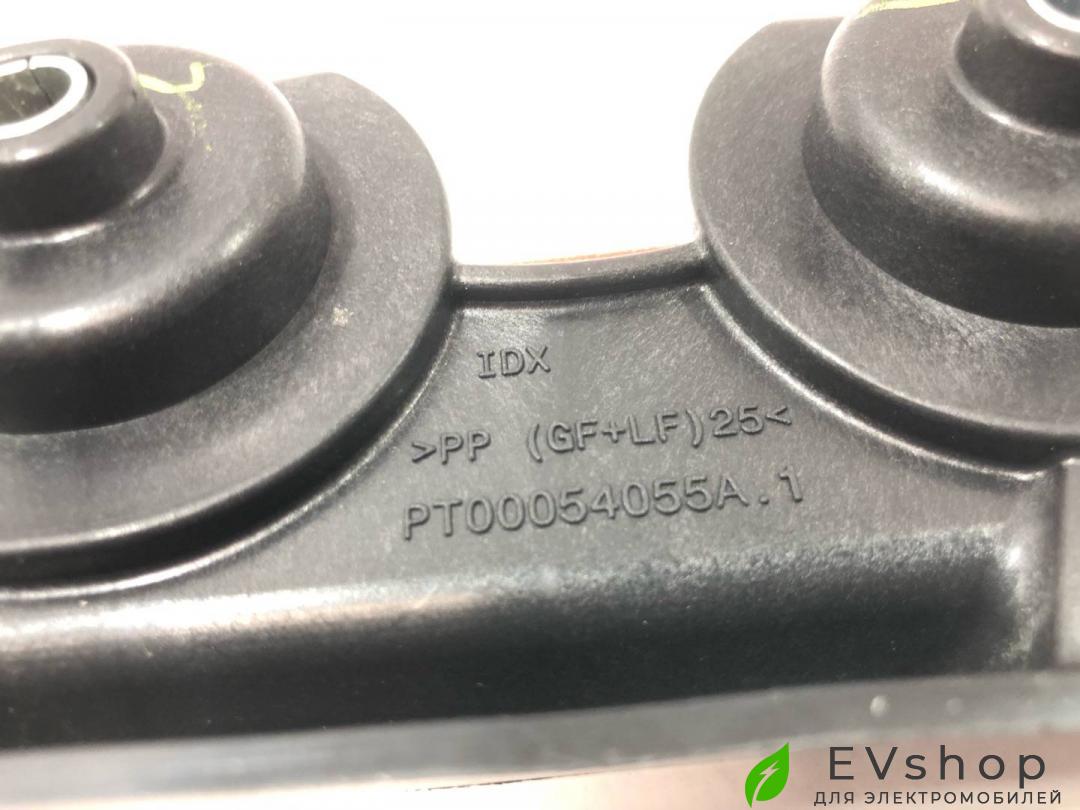 IDX
>PP (GF+LF)25<
PT00054055A.1
EVshop
ДЛЯ ЭЛЕКТРОМОБИЛЕЙ